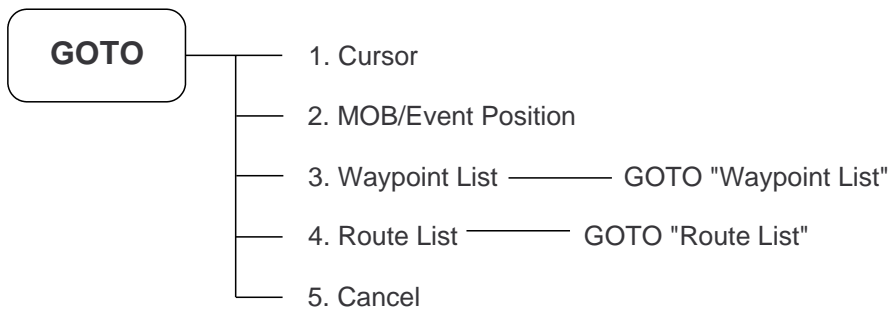 GOTO
1. Cursor
2. MOB/Event Position
3. Waypoint List GOTO "Waypoint List"
4. Route List GOTO "Route List"
5. Cancel